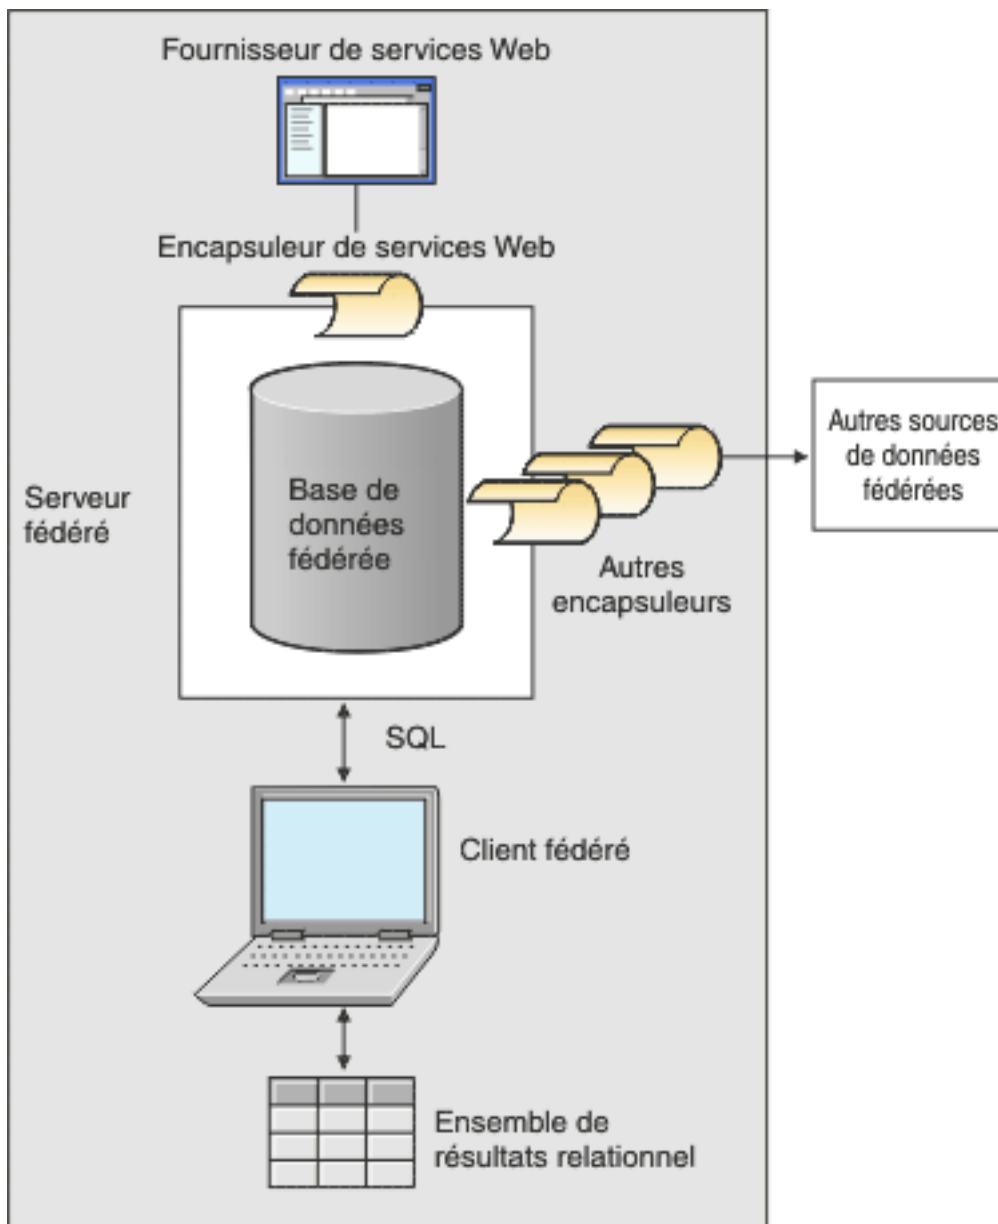 Fournisseur de services Web
Encapsuleur de services Web
Serveur
fédéré
Base de
données
fédérée
Autres
encapsuleurs
Autres sources
de données
fédérées
SQL
Client fédéré
Ensemble de
résultats relationnel